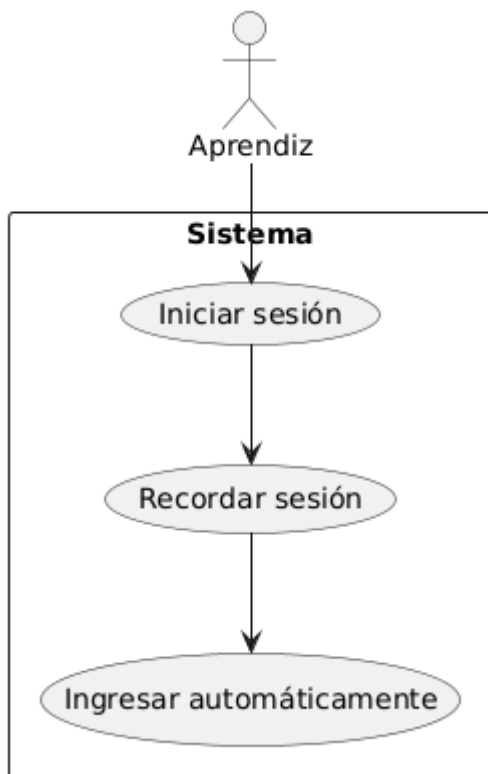 Aprendiz
Sistema
Iniciar sesión
Recordar sesión
Ingresar automáticamente